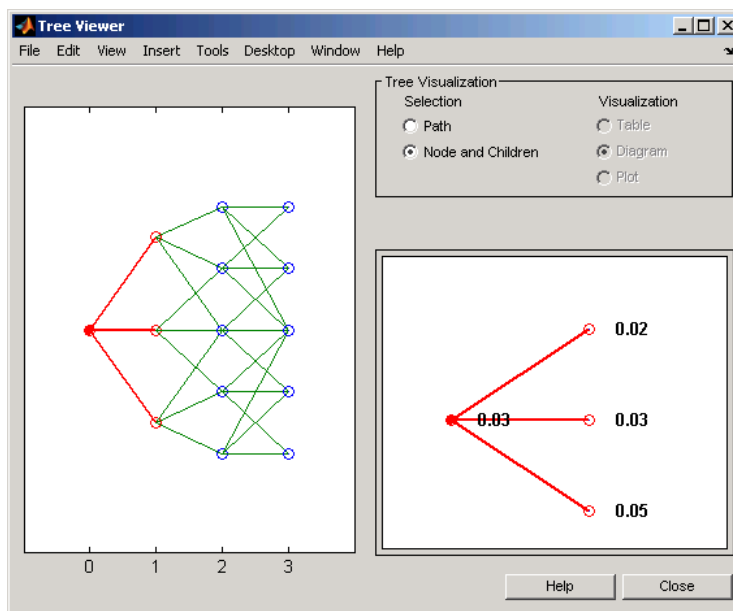 Tree Viewer
File Edit View Insert Tools Desktop Window Help
Tree Visualization
Selection Visualization
Path Table
Node and Children Diagram
Plot
0.02
0.03 0.03
0.05
0 1 2 3
Help Close